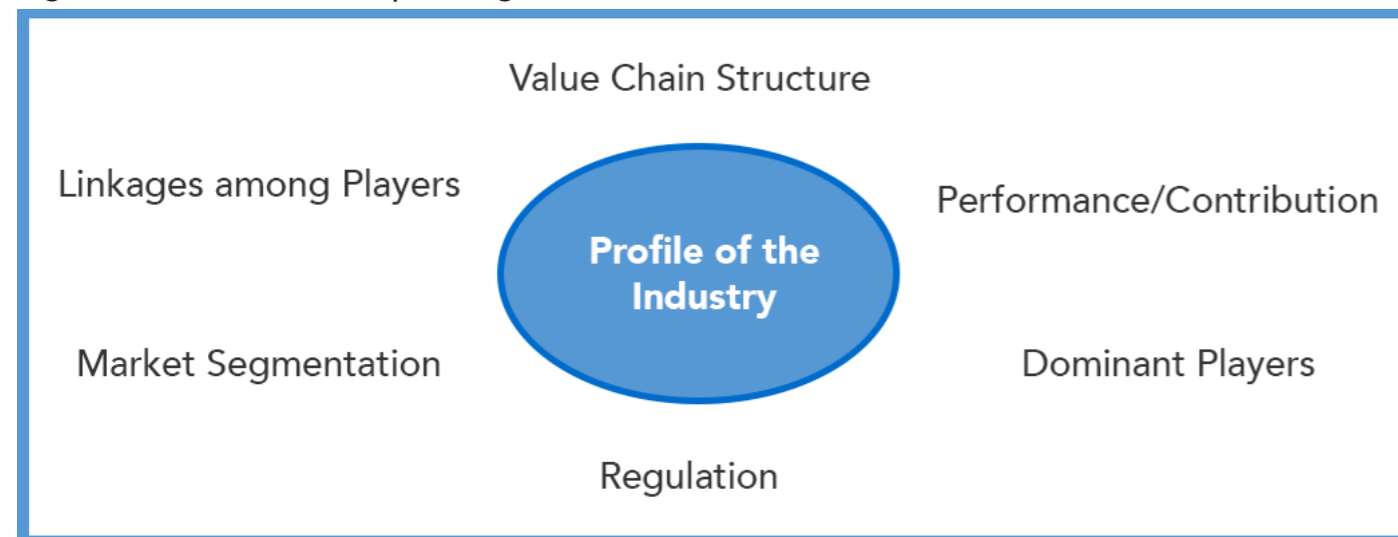 Value Chain Structure
Linkages among Players
Performance/Contribution
Profile of the
Industry
Market Segmentation
Dominant Players
Regulation